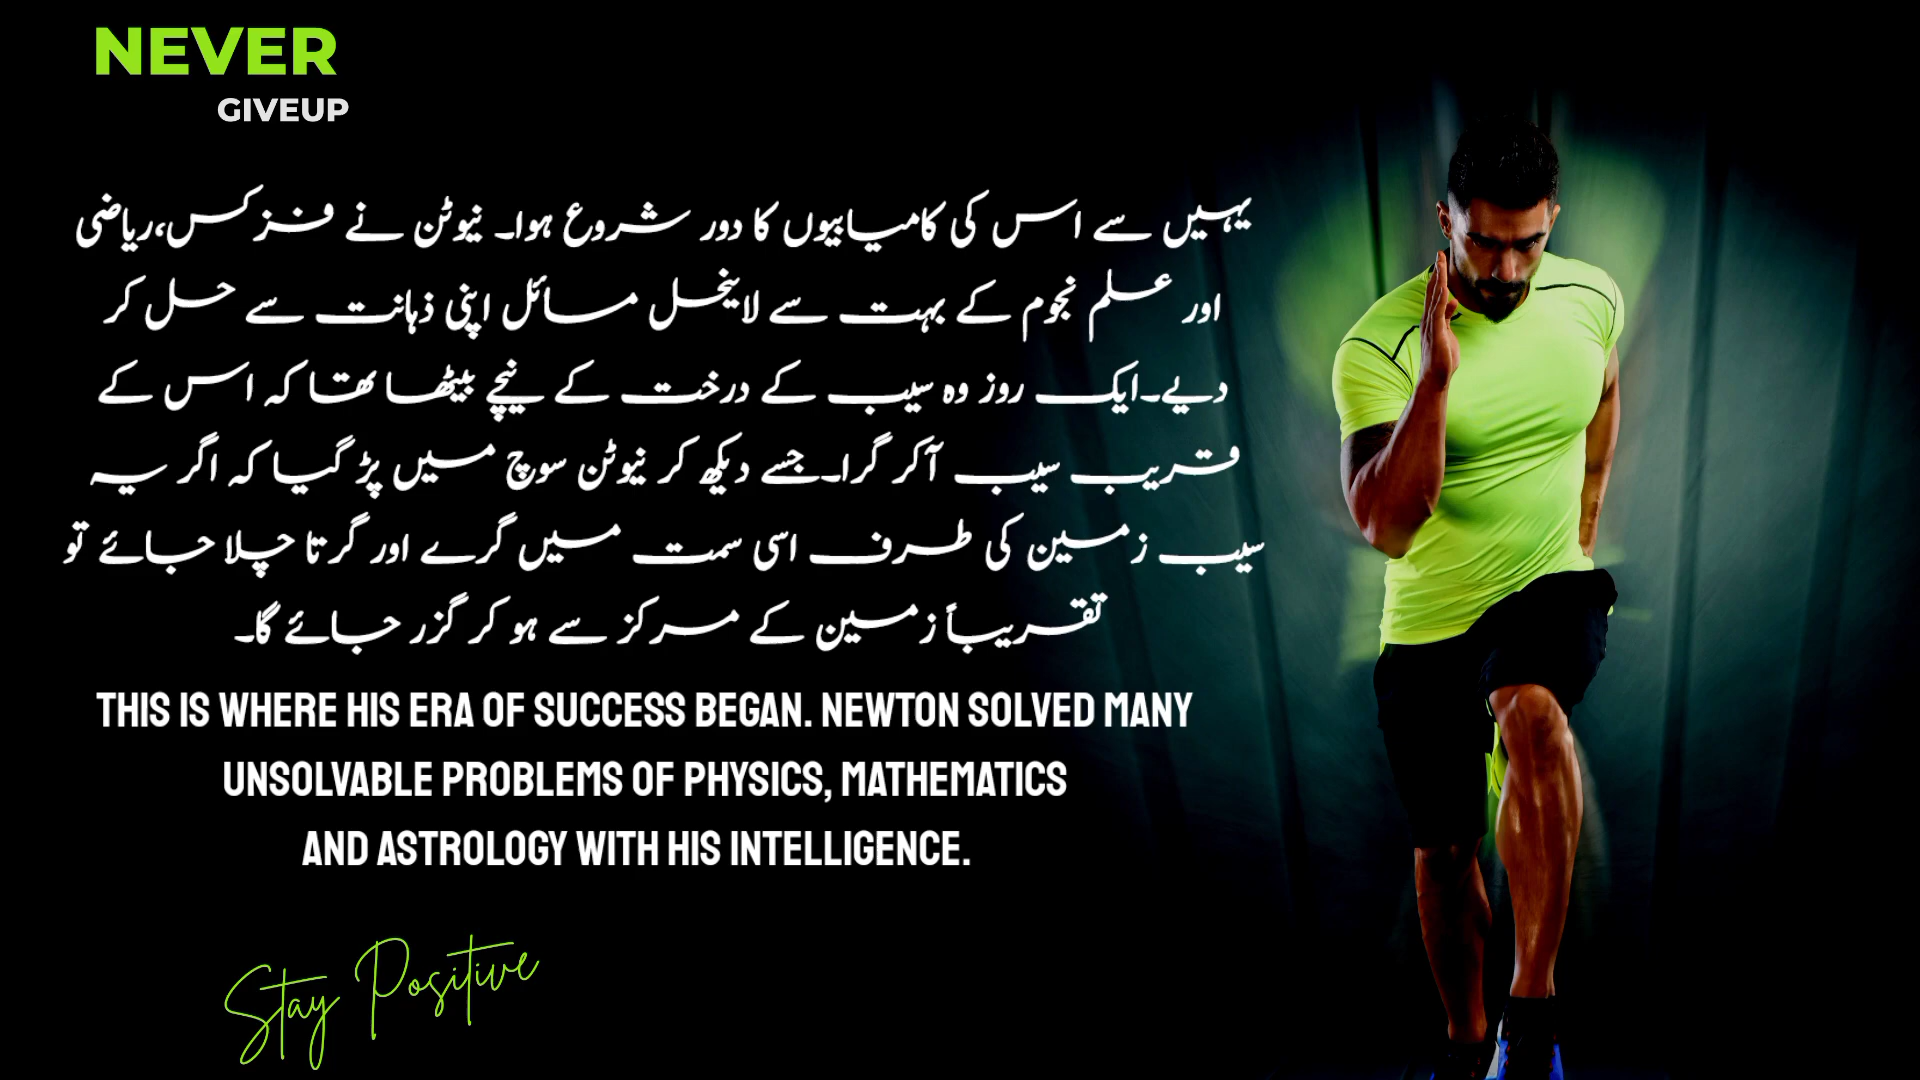 NEVER
GIVEUP
یہیں سے اس کی کامیابیوں کا دور شروع ہوا۔ نیوٹن نے فزکس،ریاضی
اور علم نجوم کے بہت سے لاینحل مسائل اپنی ذہانت سے حل کر
دیے۔ایک روز وہ سیب کے درخت کے نیچے بیٹھا تھا کہ اس کے
قریب سیب آکر گرا۔جسے دیکھ کر نیوٹن سوچ میں پڑ گیا کہ اگر یہ
سیب زمین کی طرف اسی سمت میں گرے اور گرتا چلا جائے تو
تقریباً زمین کے مرکز سے ہو کر گزر جائے گا۔
THIS IS WHERE HIS ERA OF SUCCESS BEGAN. NEWTON SOLVED MANY
UNSOLVABLE PROBLEMS OF PHYSICS, MATHEMATICS
AND ASTROLOGY WITH HIS INTELLIGENCE.
Stay Positive